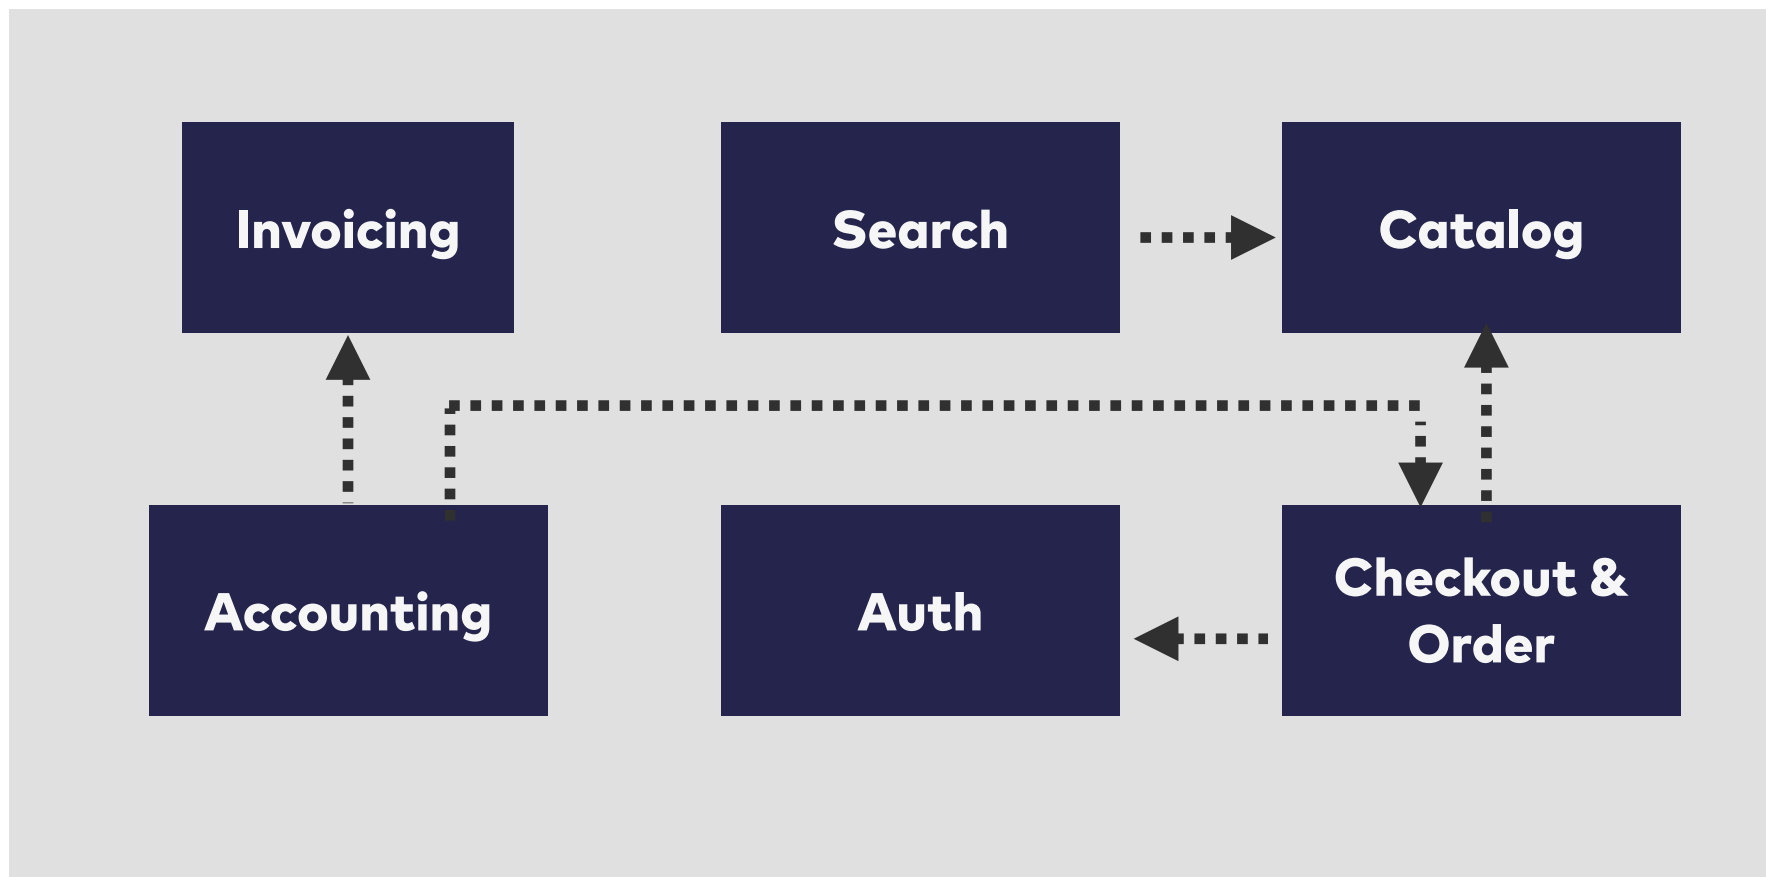 Invoicing
Search
Catalog
Accounting
Auth
Checkout &
Order